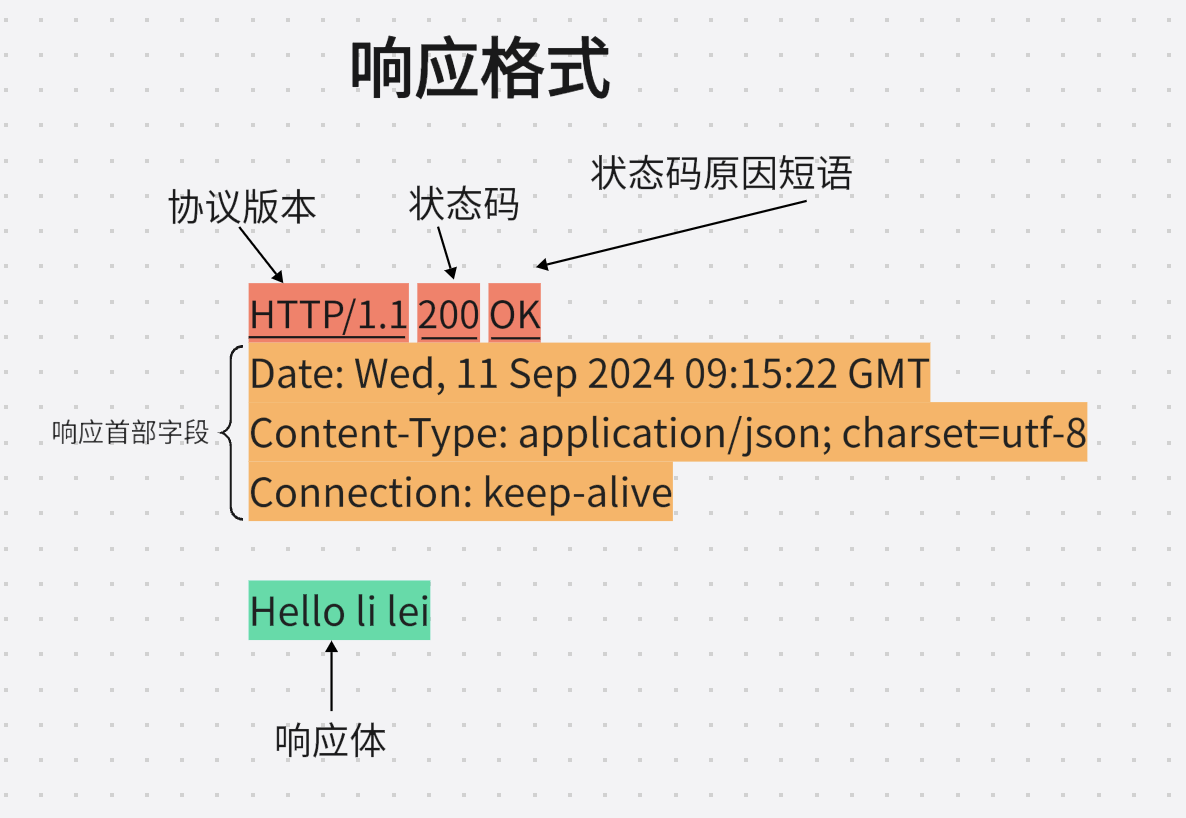 响应格式
状态码原因短语
协议版本
状态码
HTTP/1.1 200 OK
Date: Wed, 11 Sep 2024 09:15:22 GMT
响应首部字段
Content-Type: application/json; charset=utf-8
Connection: keep-alive
Hello li lei
响应体